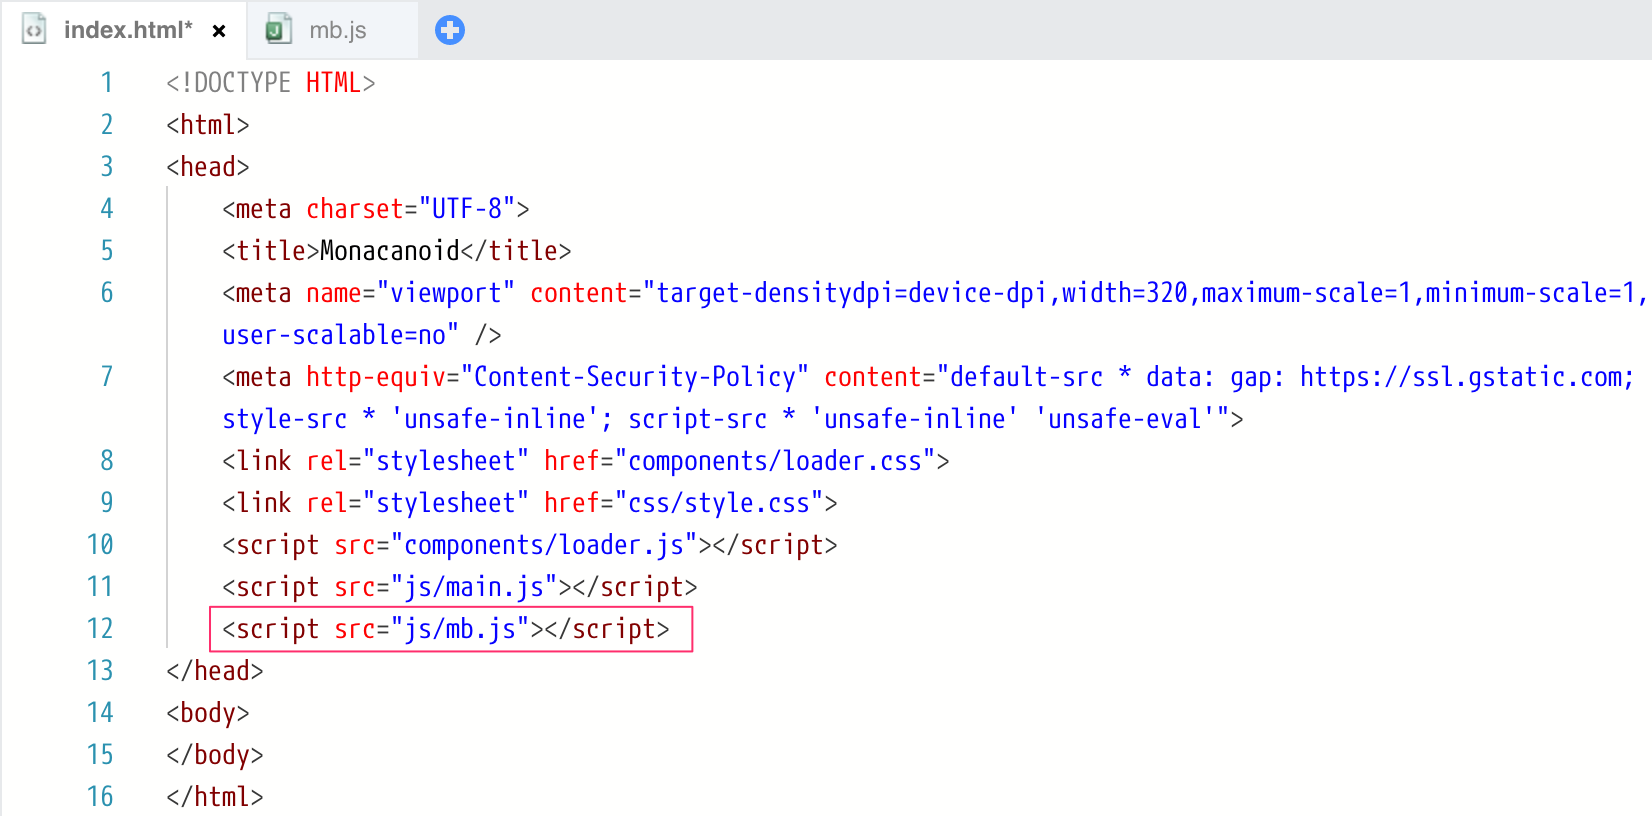 index.html* × mb.js
1 <!DOCTYPE HTML>
2 <html>
3 <head>
4 <meta charset="UTF-8">
5 <title>Monacanoid</title>
6 <meta name="viewport" content="target-densitydpi=device-dpi,width=320,maximum-scale=1,minimum-scale=1,
user-scalable=no" />
7 <meta http-equiv="Content-Security-Policy" content="default-src * data: gap: https://ssl.gstatic.com;
style-src * 'unsafe-inline'; script-src * 'unsafe-inline' 'unsafe-eval'">
8 <link rel="stylesheet" href="components/loader.css">
9 <link rel="stylesheet" href="css/style.css">
10 <script src="components/loader.js"></script>
11 <script src="js/main.js"></script>
12 <script src="js/mb.js"></script>
13 </head>
14 <body>
15 </body>
16 </html>